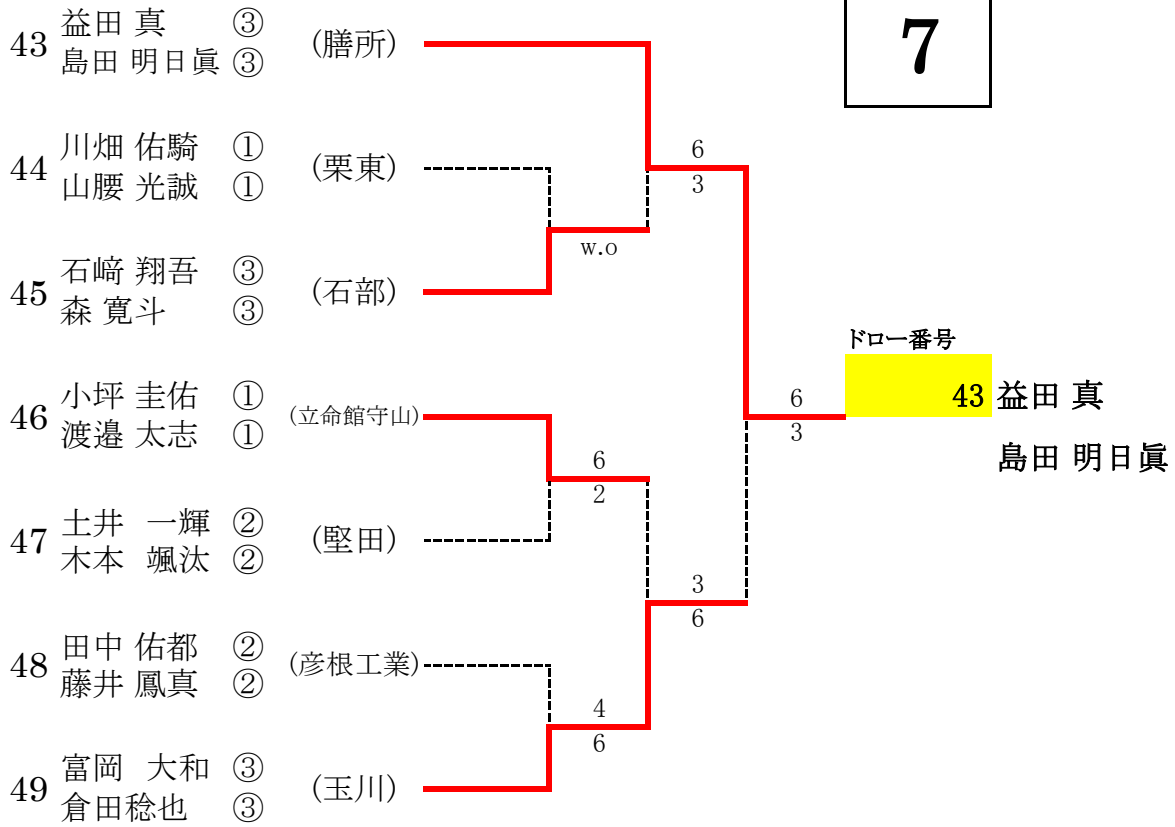 7
43 益田 真 ③ (膳所)
島田 明日眞 ③
44 川畑 佑騎 ① (栗東)
山腰 光誠 ①
6
3
w.o
45 石﨑 翔吾 ③ (石部)
森 寛斗 ③
ドロー番号
46 小坪 圭佑 ① (立命館守山)
渡邉 太志 ①
6
3
43 益田 真
島田 明日眞
6
2
47 土井 一輝 ② (堅田)
木本 颯汰 ②
3
6
48 田中 佑都 ② (彦根工業)
藤井 鳳真 ②
4
6
49 富岡 大和 ③ (玉川)
倉田稔也 ③